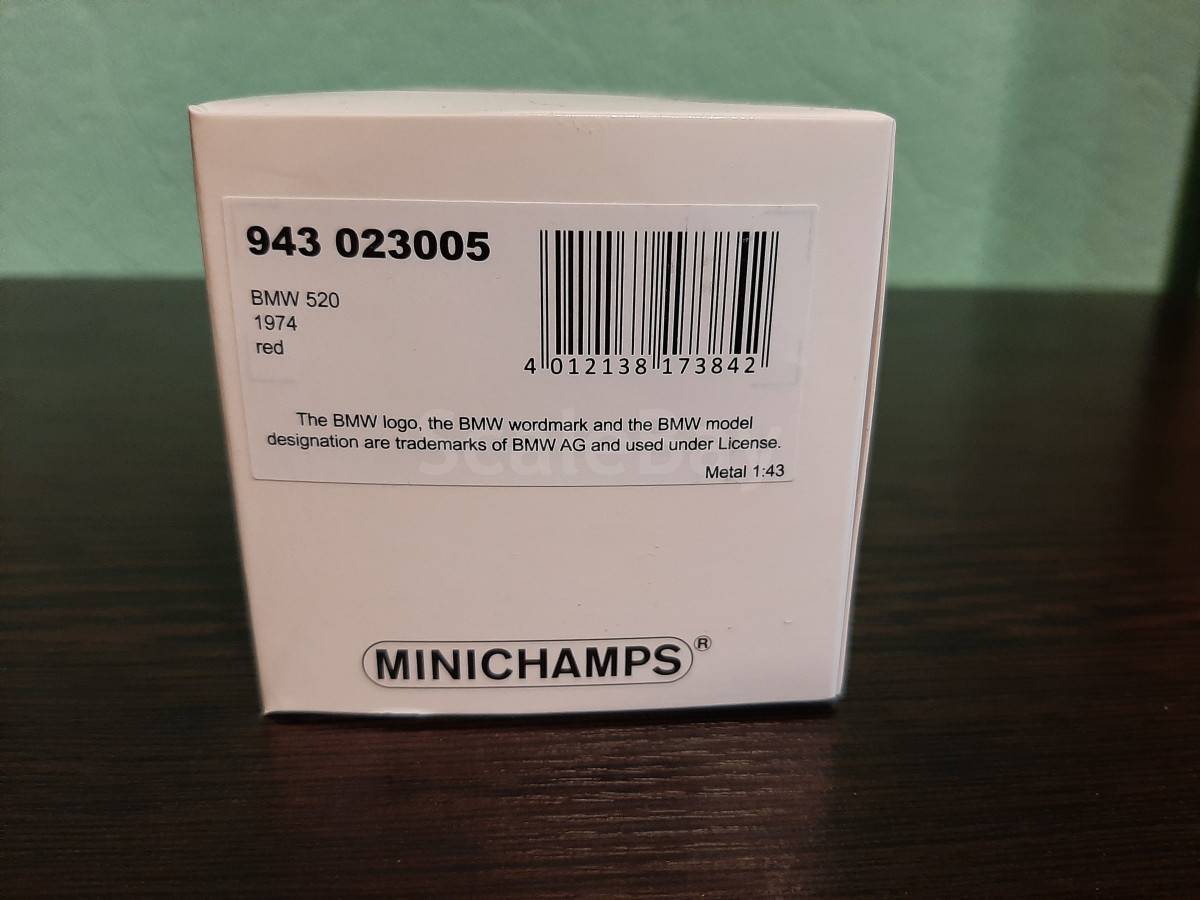 943 023005
BMW 520
1974
red
4 012138 173842
The BMW logo, the BMW wordmark and the BMW model
designation are trademarks of BMW AG and used under License.
Metal 1:43
MINICHAMPS®